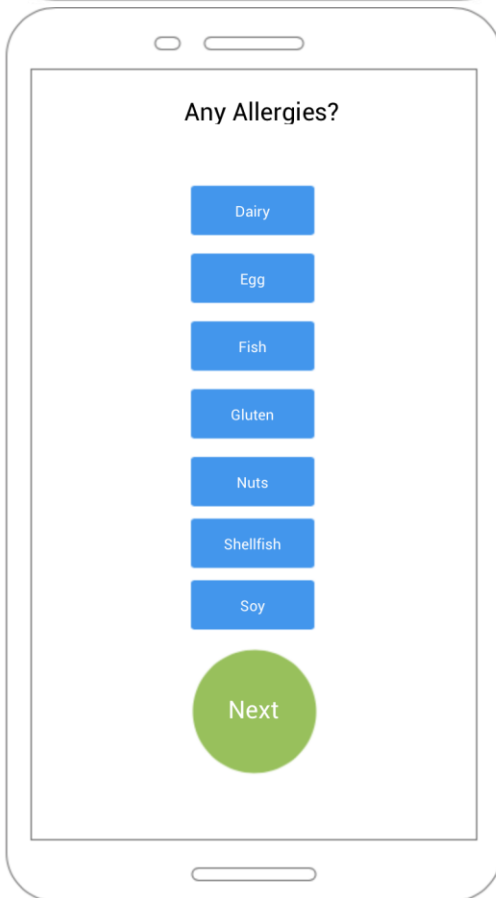 Any Allergies?
Dairy
Egg
Fish
Gluten
Nuts
Shellfish
Soy
Next